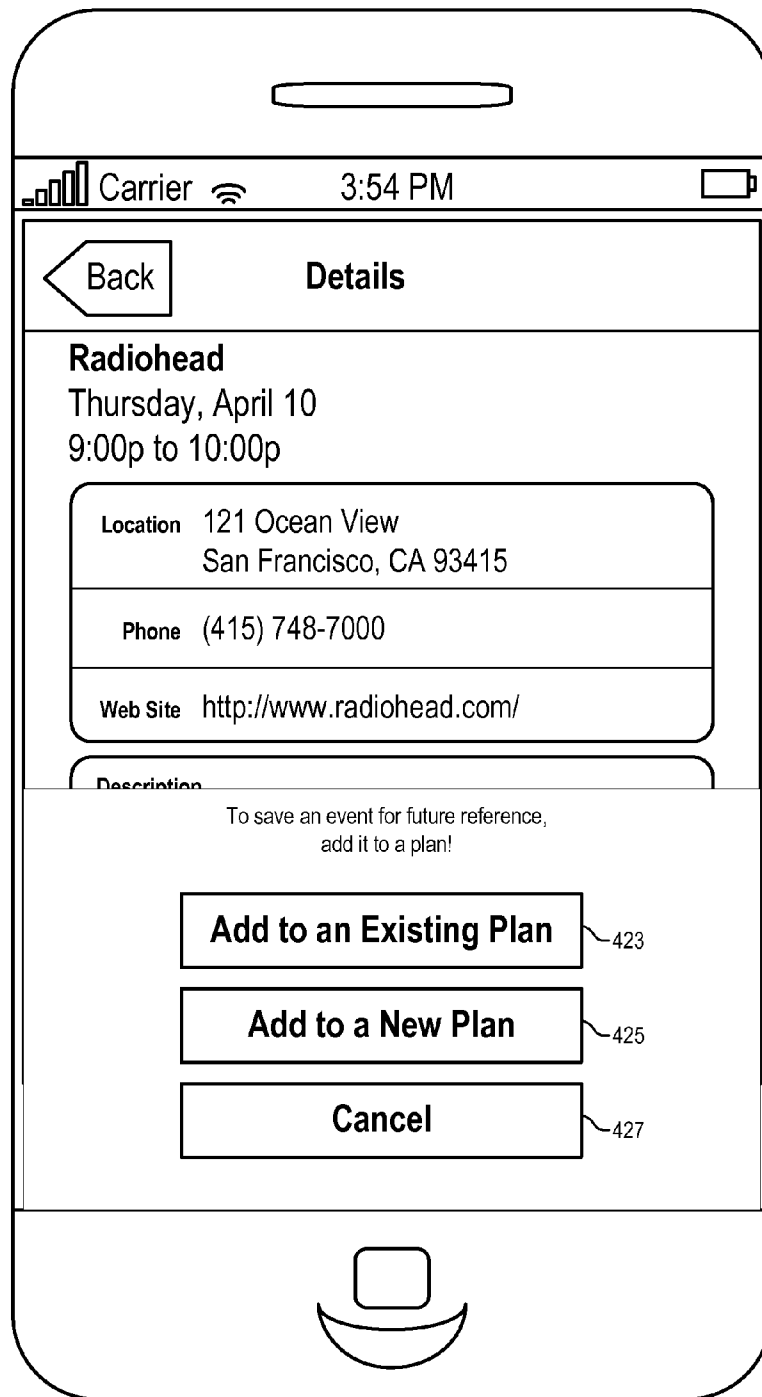 Carrier 3:54 PM
Back Details
Radiohead
Thursday, April 10
9:00p to 10:00p
Location 121 Ocean View
San Francisco, CA 93415
Phone (415) 748-7000
Web Site http://www.radiohead.com/
Description
To save an event for future reference,
add it to a plan!
Add to an Existing Plan 423
Add to a New Plan 425
Cancel 427